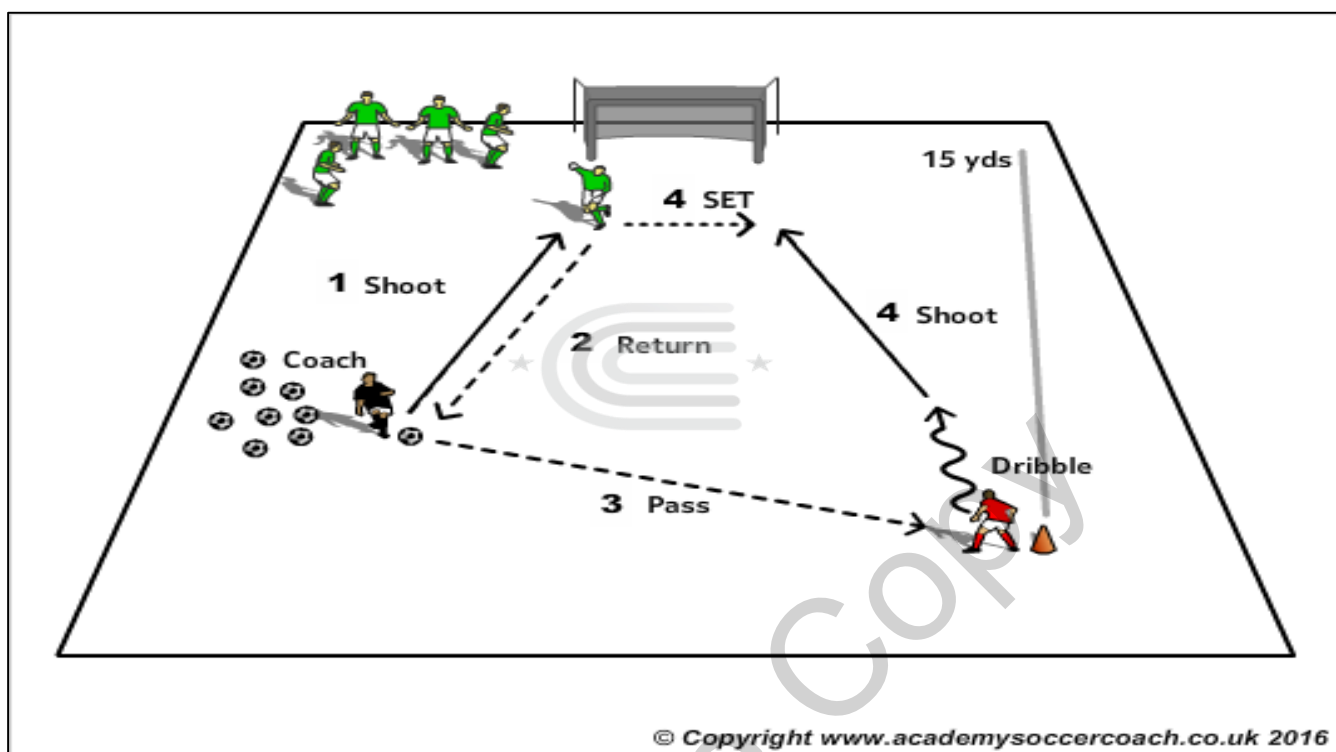 15 yds
4 SET
1 Shoot
4 Shoot
2 Return
Coach
Dribble
3 Pass
Copy
© Copyright www.academysoccercoach.co.uk 2016